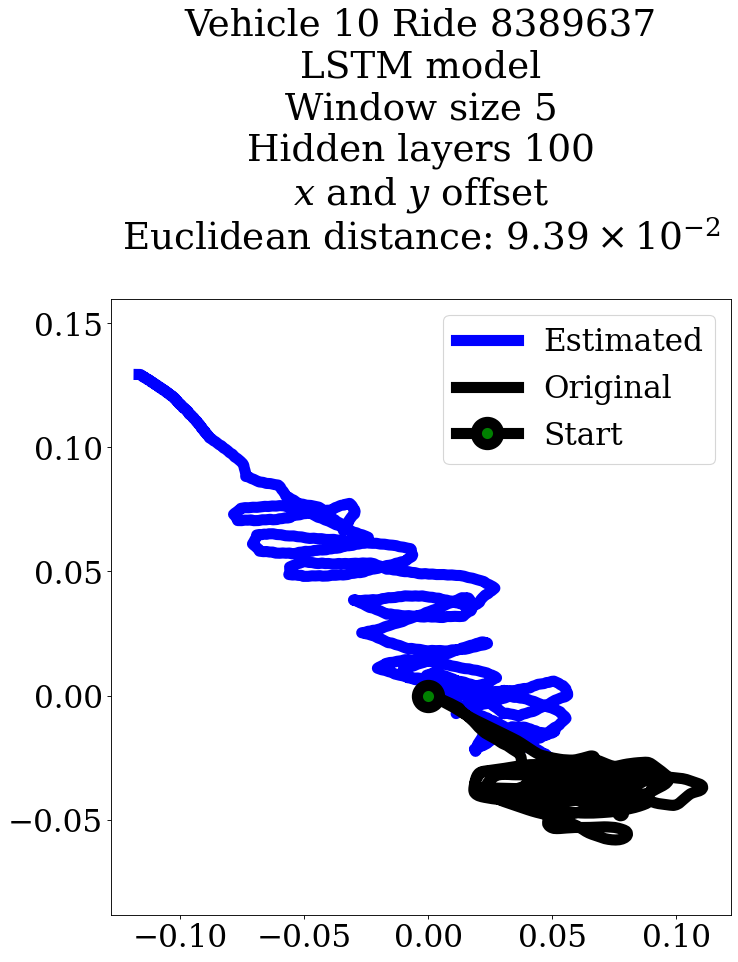 Vehicle 10 Ride 8389637
LSTM model
Window size 5
Hidden layers 100
x and y offset
Euclidean distance: 9.39 × 10⁻²
Estimated
Original
Start
0.15
0.10
0.05
0.00
−0.05
−0.10
−0.05
0.00
0.05
0.10